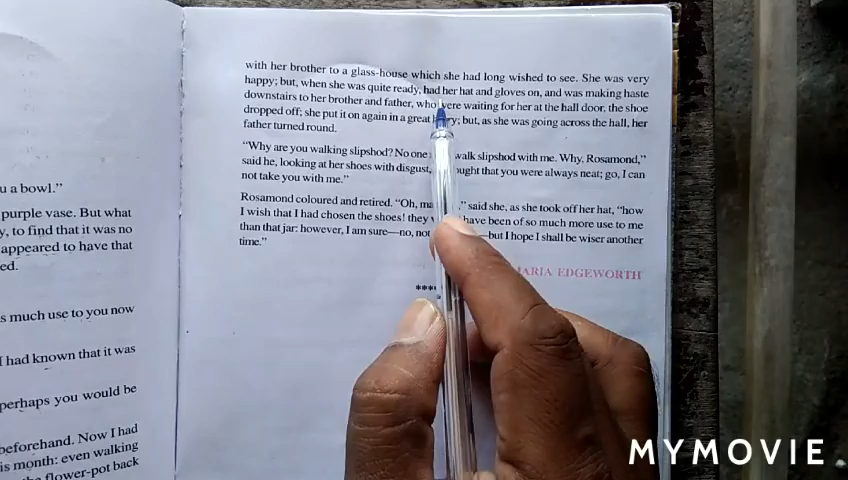 u a bowl.”
purple vase. But what
y, to find that it was no
appeared to have that
ed.
s much use to you now
I had known that it was
perhaps you would be
beforehand. Now I had
is month: even walking
the flower-pot back
with her brother to a glass-house which she had long wished to see. She was very
happy; but, when she was quite ready, had her hat and gloves on, and was making haste
downstairs to her brother and father, who were waiting for her at the hall door, the shoe
dropped off; she put it on again in a great h ry; but, as she was going across the hall, her
father turned round.
“Why are you walking slipshod? No one walk slipshod with me. Why, Rosamond,”
said he, looking at her shoes with disgust, ought that you were always neat; go, I can
not take you with me.”
Rosamond coloured and retired. “Oh, ma ,” said she, as she took off her hat, “how
I wish that I had chosen the shoes! they have been of so much more use to me
than that jar: however, I am sure—no, not —but I hope I shall be wiser another
time.”
MARIA EDGEWORTH
***
MYMOVIE